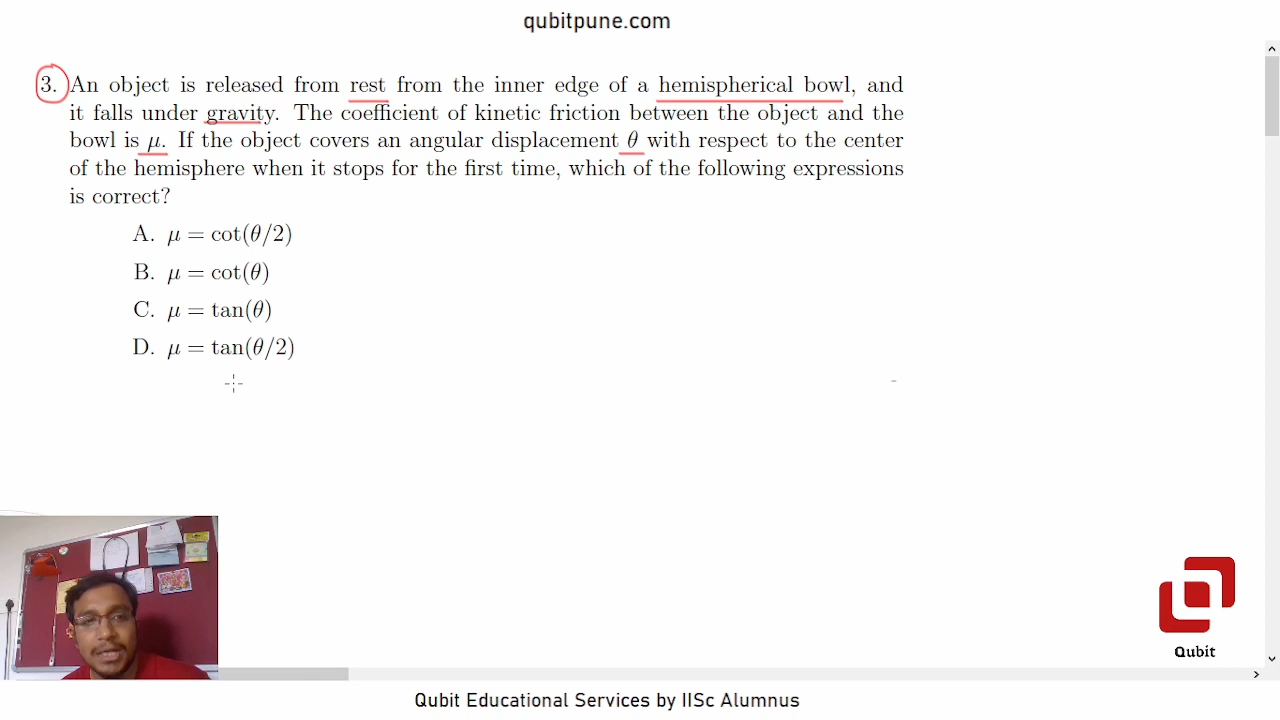 qubitpune.com
3. An object is released from rest from the inner edge of a hemispherical bowl, and
it falls under gravity. The coefficient of kinetic friction between the object and the
bowl is μ. If the object covers an angular displacement θ with respect to the center
of the hemisphere when it stops for the first time, which of the following expressions
is correct?
A. μ = cot(θ/2)
B. μ = cot(θ)
C. μ = tan(θ)
D. μ = tan(θ/2)
Qubit
Qubit Educational Services by IISc Alumnus